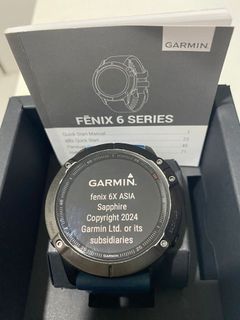 GARMIN.
FĒNIX 6 SERIES
Quick Start Manual
GARMIN.
fenix 6X ASIA
Sapphire
Copyright 2024
Garmin Ltd. or its
subsidiaries